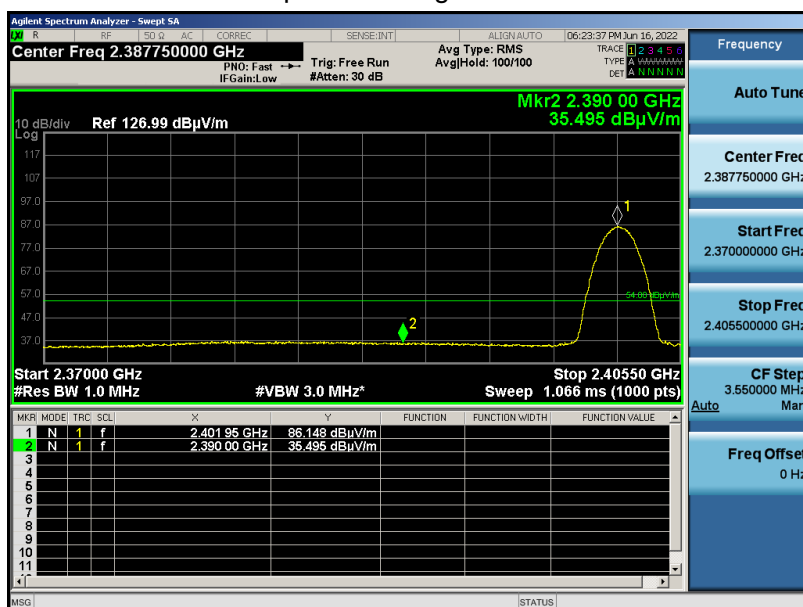 Agilent Spectrum Analyzer - Swept SA
LXI R RF 50 Ω AC CORREC SENSE:INT ALIGN AUTO 06:23:37 PM Jun 16, 2022
Center Freq 2.387750000 GHz
PNO: Fast
IFGain:Low
Trig: Free Run
#Atten: 30 dB
Avg Type: RMS
Avg|Hold: 100/100
TRACE 1 2 3 4 5 6
TYPE A WWWWW
DET A N N N N N
Mkr2 2.390 00 GHz
35.495 dBµV/m
10 dB/div Ref 126.99 dBµV/m
Log
117
107
97.0
87.0
77.0
67.0
57.0
47.0
37.0
1
2
54.00 dBµV/m
Start 2.37000 GHz Stop 2.40550 GHz
#Res BW 1.0 MHz #VBW 3.0 MHz* Sweep 1.066 ms (1000 pts)
MKR MODE TRC SCL X Y FUNCTION FUNCTION WIDTH FUNCTION VALUE
1 N 1 f 2.401 95 GHz 86.148 dBµV/m
2 N 1 f 2.390 00 GHz 35.495 dBµV/m
3
4
5
6
7
8
9
10
11
MSG STATUS
Frequency
Auto Tune
Center Freq
2.387750000 GHz
Start Freq
2.370000000 GHz
Stop Freq
2.405500000 GHz
CF Step
3.550000 MHz
Auto Man
Freq Offset
0 Hz